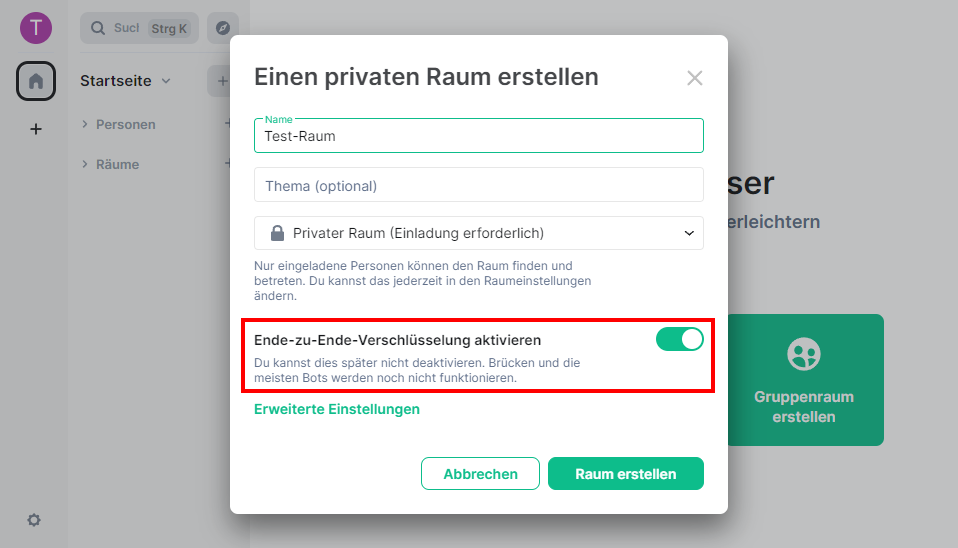 T
Sucl Strg K
Startseite
Personen
Räume
Einen privaten Raum erstellen
Name
Test-Raum
Thema (optional)
Privater Raum (Einladung erforderlich)
Nur eingeladene Personen können den Raum finden und
betreten. Du kannst das jederzeit in den Raumeinstellungen
ändern.
Ende-zu-Ende-Verschlüsselung aktivieren
Du kannst dies später nicht deaktivieren. Brücken und die
meisten Bots werden noch nicht funktionieren.
Erweiterte Einstellungen
Abbrechen
Raum erstellen
ser
erleichtern
Gruppenraum
erstellen